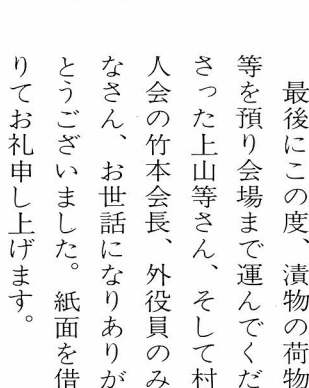 最後にこの度、漬物の荷物
等を預り会場まで運んでくだ
さった上山等さん、そして村
人会の竹本会長、外役員のみ
なさん、お世話になりありが
とうございました。紙面を借
りてお礼申し上げます。